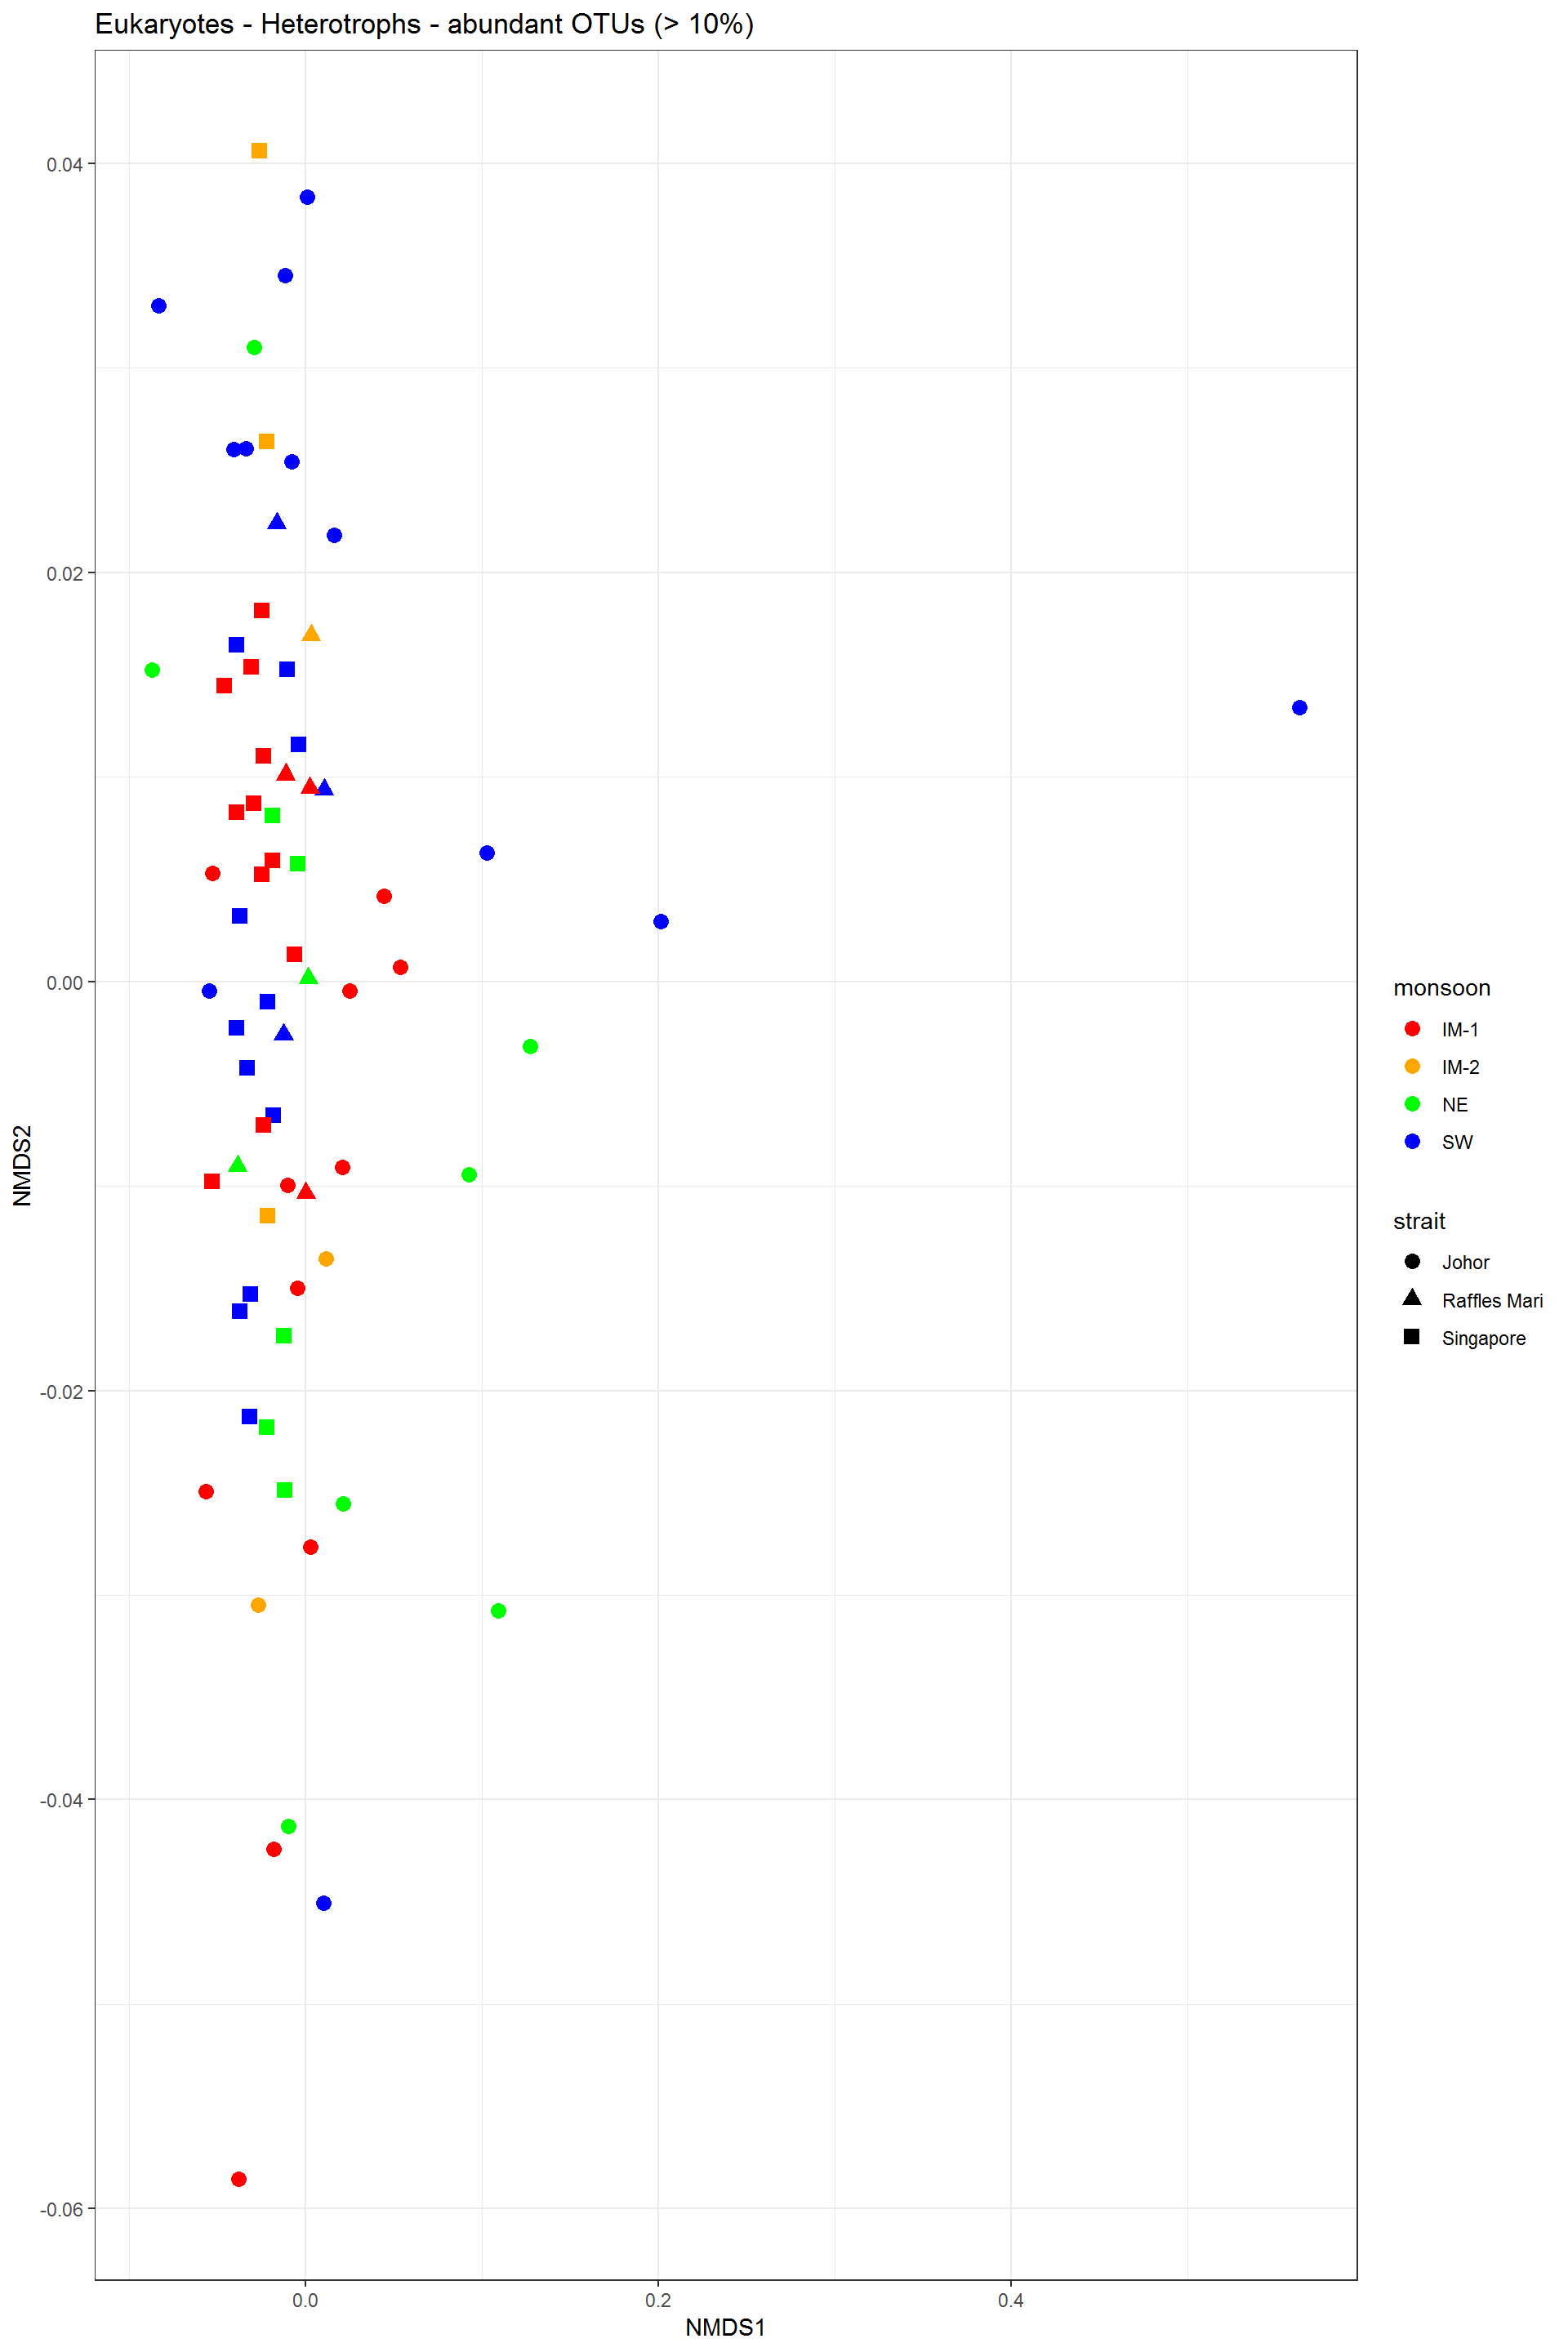 Eukaryotes - Heterotrophs - abundant OTUs (> 10%)
0.04
0.02
0.00
-0.02
-0.04
-0.06
NMDS2
0.0
0.2
0.4
NMDS1
monsoon
IM-1
IM-2
NE
SW
strait
Johor
Raffles Mari
Singapore